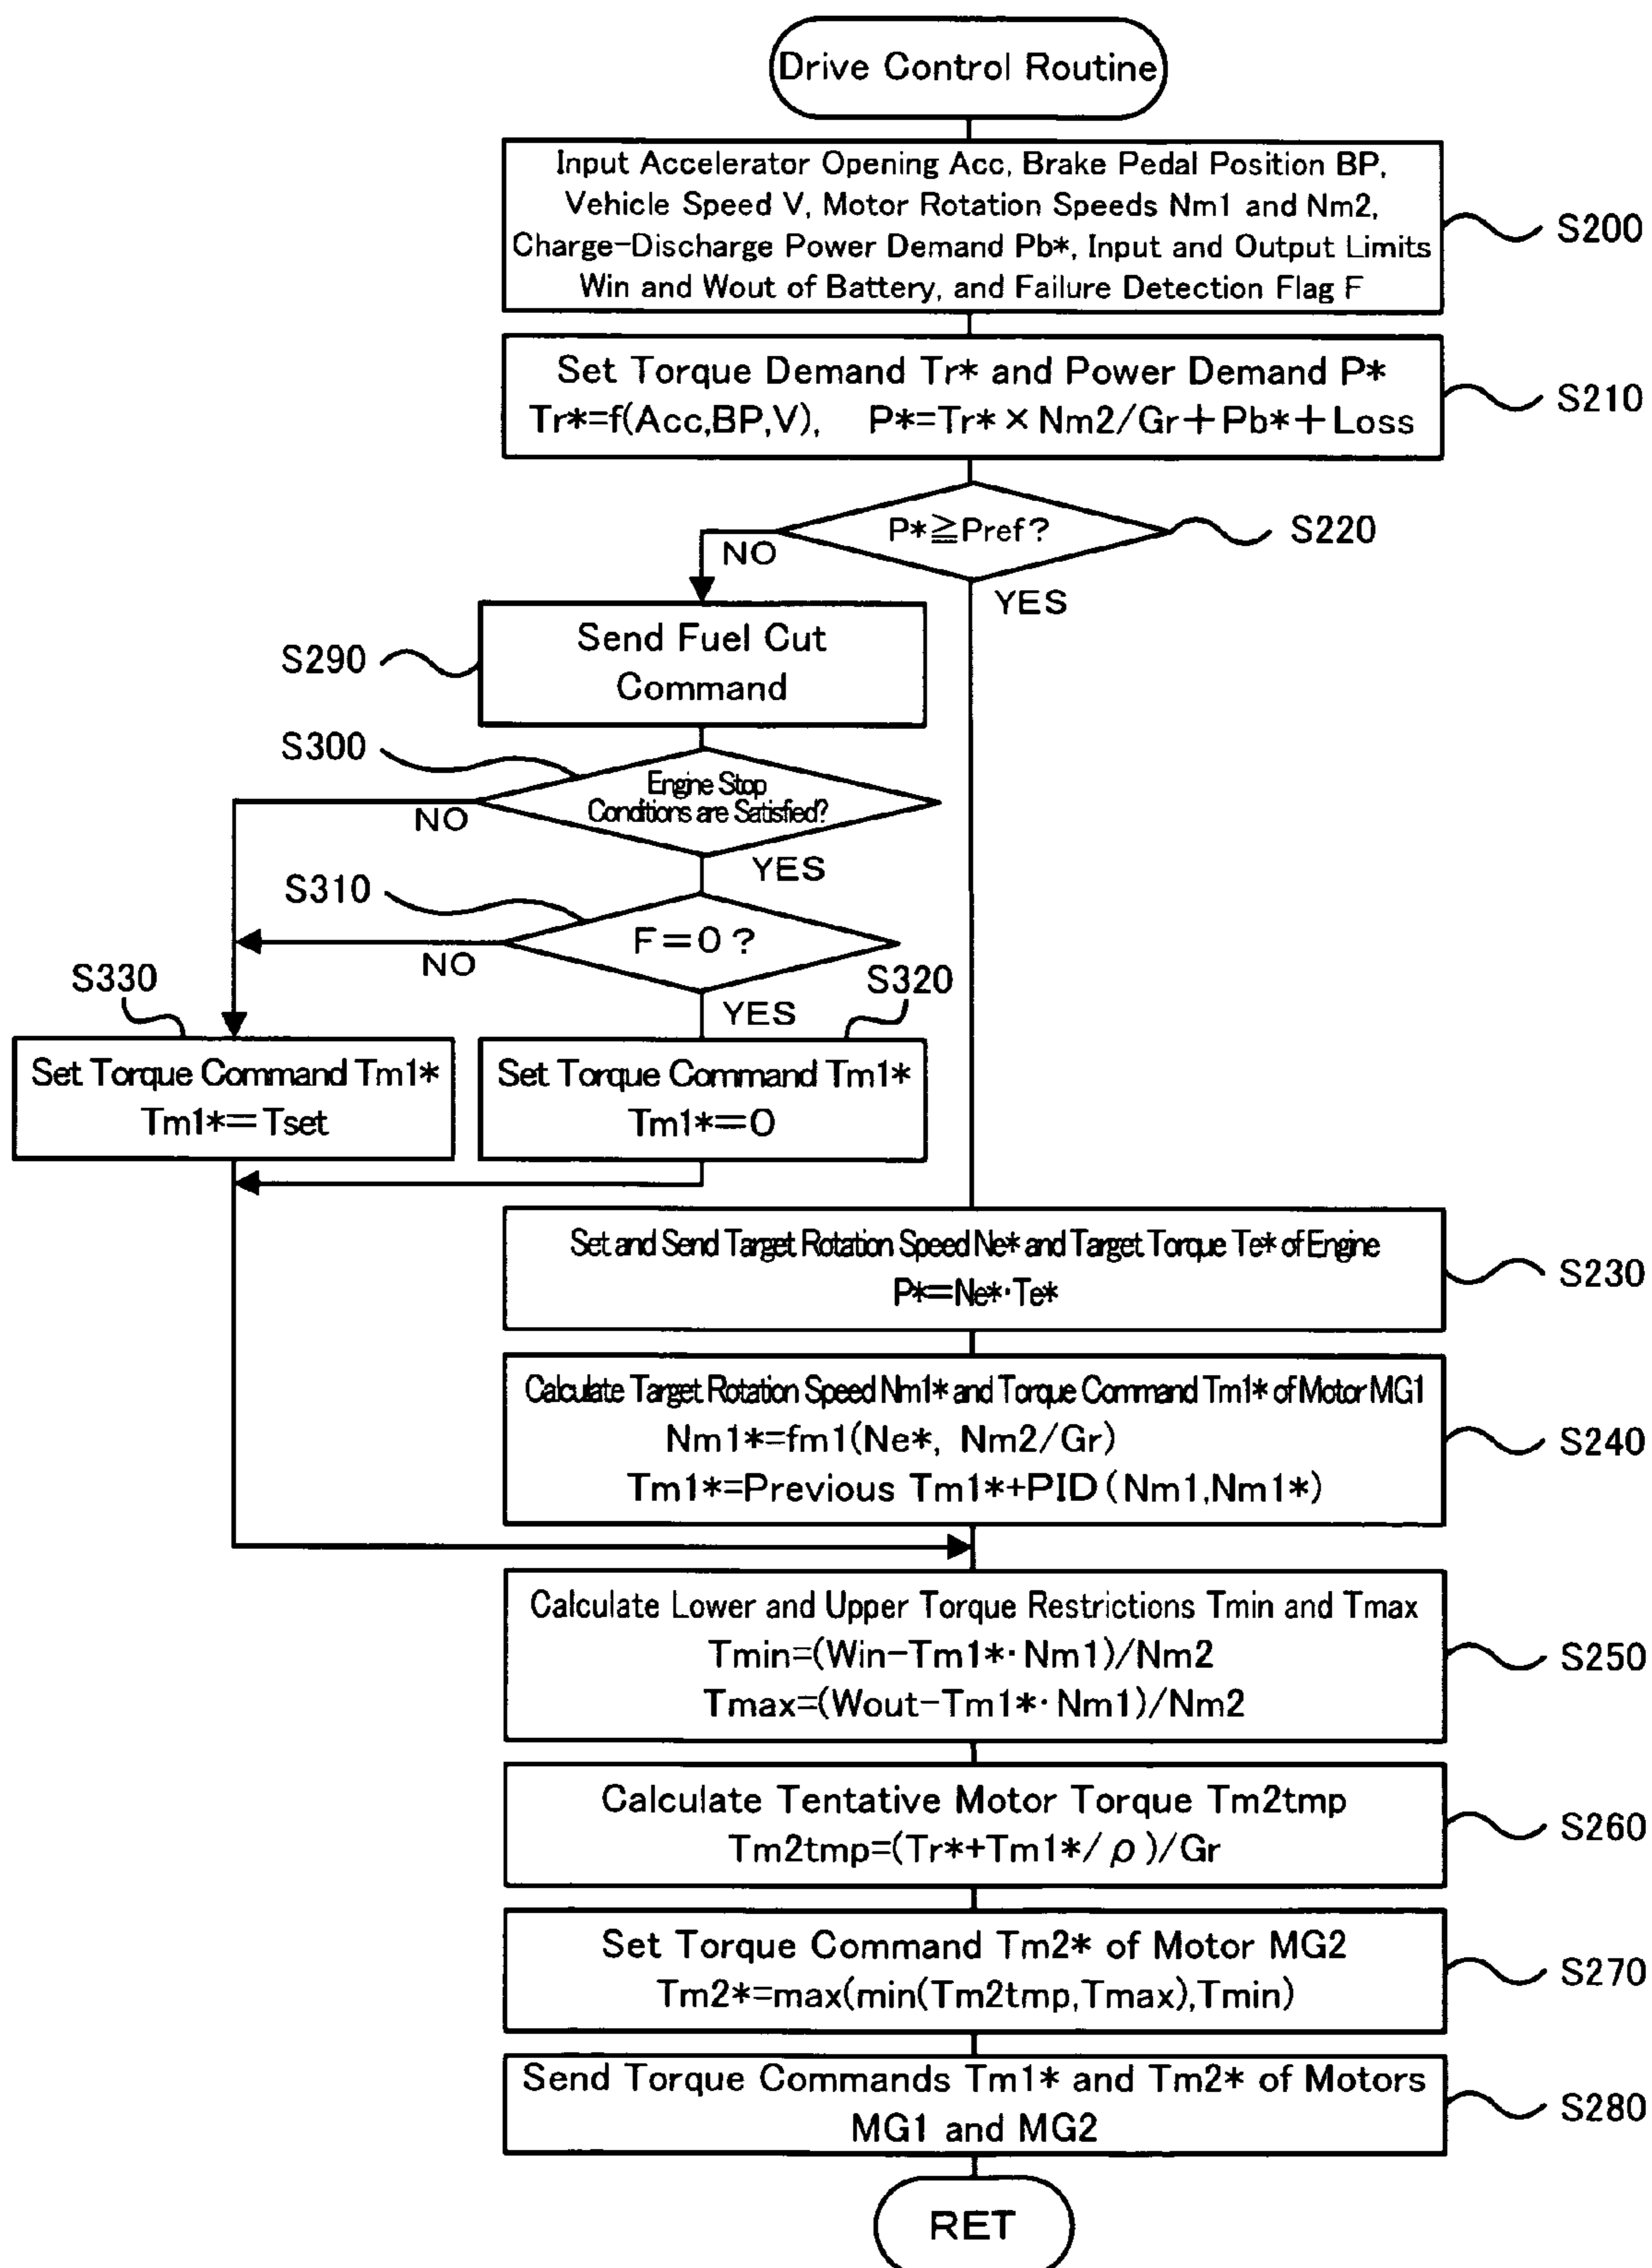 Drive Control Routine
Input Accelerator Opening Acc, Brake Pedal Position BP,
Vehicle Speed V, Motor Rotation Speeds Nm1 and Nm2,
Charge-Discharge Power Demand Pb*, Input and Output Limits
Win and Wout of Battery, and Failure Detection Flag F
S200
Set Torque Demand Tr* and Power Demand P*
Tr*=f(Acc,BP,V),   P*=Tr*×Nm2/Gr+Pb*+Loss
S210
P*≧Pref?
S220
NO
YES
Send Fuel Cut
Command
S290
S300
Engine Stop
Conditions are Satisfied?
NO
YES
S310
F=0?
NO
YES
S330
S320
Set Torque Command Tm1*
Tm1*=Tset
Set Torque Command Tm1*
Tm1*=0
Set and Send Target Rotation Speed Ne* and Target Torque Te* of Engine
P*=Ne*·Te*
S230
Calculate Target Rotation Speed Nm1* and Torque Command Tm1* of Motor MG1
Nm1*=fm1(Ne*, Nm2/Gr)
Tm1*=Previous Tm1*+PID(Nm1,Nm1*)
S240
Calculate Lower and Upper Torque Restrictions Tmin and Tmax
Tmin=(Win-Tm1*·Nm1)/Nm2
Tmax=(Wout-Tm1*·Nm1)/Nm2
S250
Calculate Tentative Motor Torque Tm2tmp
Tm2tmp=(Tr*+Tm1*/ρ)/Gr
S260
Set Torque Command Tm2* of Motor MG2
Tm2*=max(min(Tm2tmp,Tmax),Tmin)
S270
Send Torque Commands Tm1* and Tm2* of Motors
MG1 and MG2
S280
RET